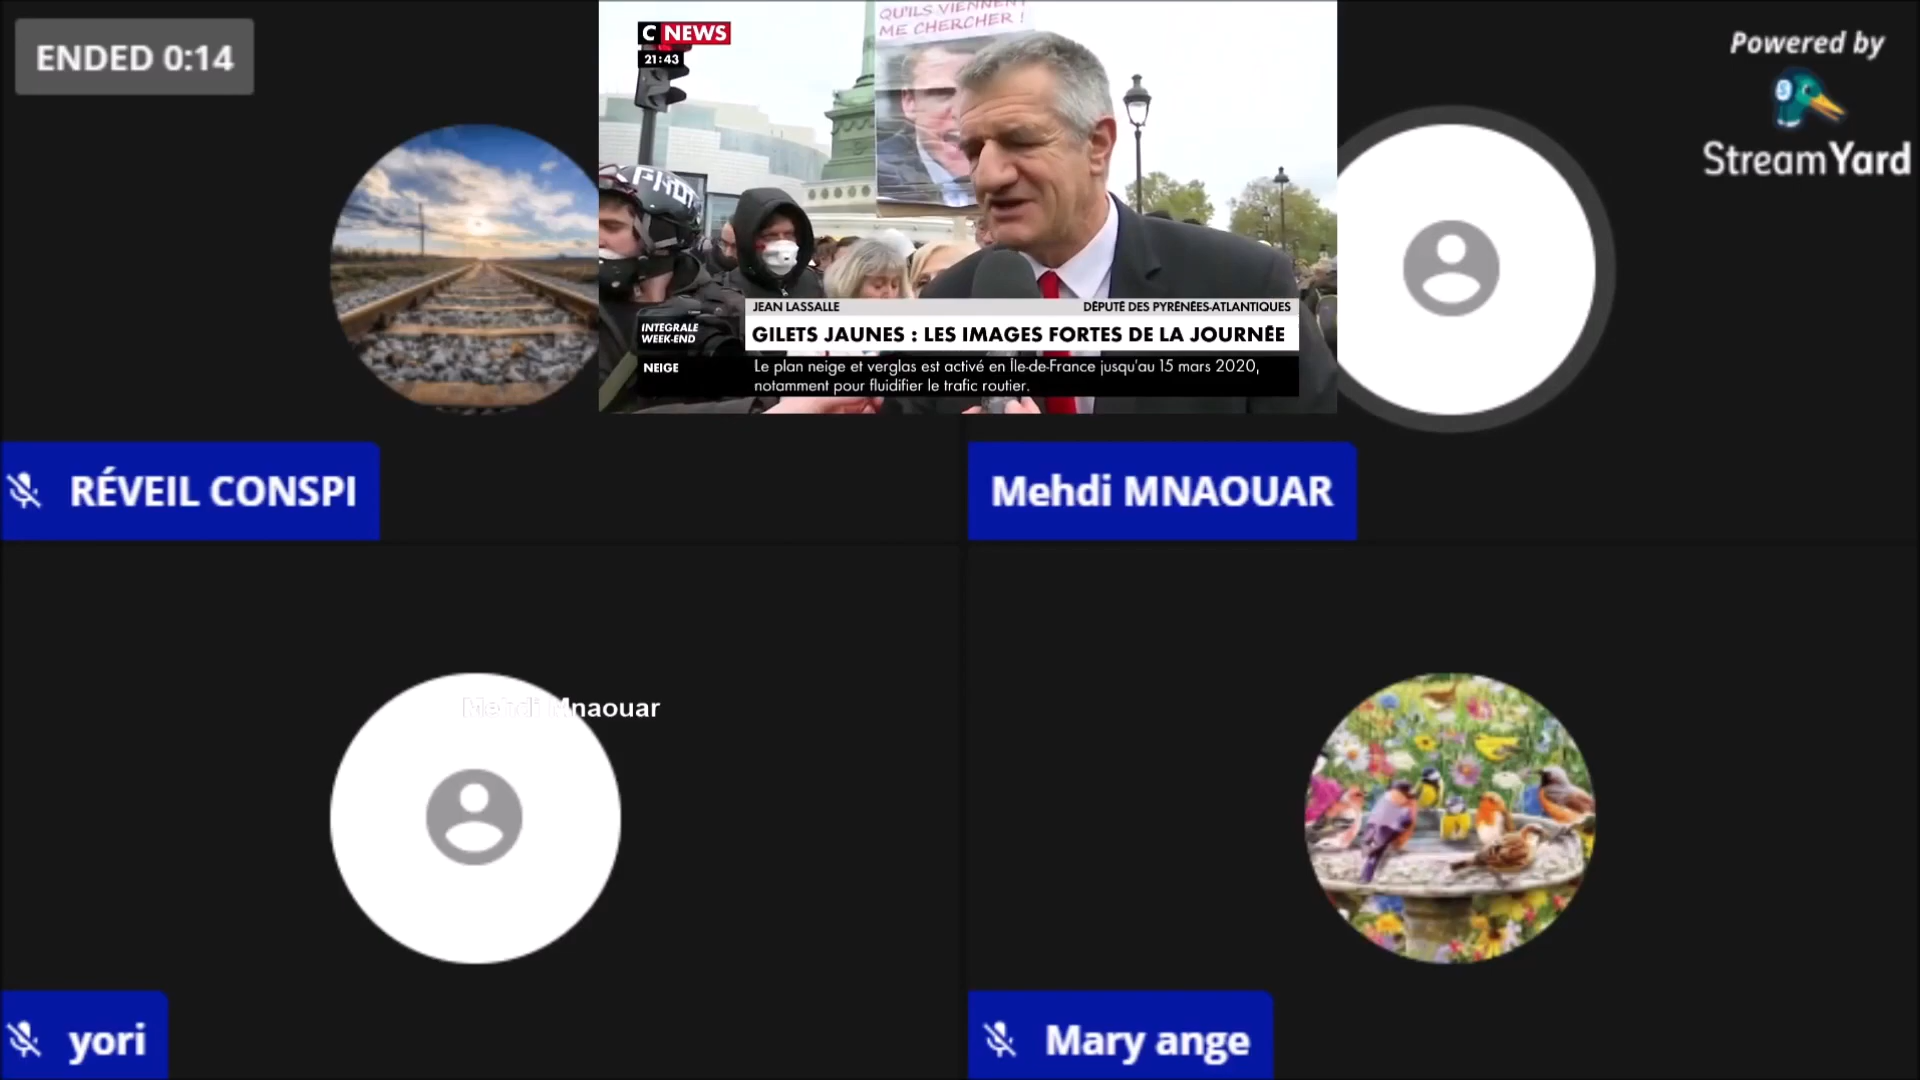 ENDED 0:14
QU'ILS VIENNENT
ME CHERCHER !
CNEWS
21:43
Powered by
StreamYard
JEAN LASSALLE
DÉPUTÉ DES PYRÉNÉES-ATLANTIQUES
INTEGRALE
WEEK-END
GILETS JAUNES : LES IMAGES FORTES DE LA JOURNÉE
NEIGE
Le plan neige et verglas est activé en Île-de-France jusqu'au 15 mars 2020,
notamment pour fluidifier le trafic routier.
RÉVEIL CONSPI
Mehdi MNAOUAR
Mehdi Mnaouar
yori
Mary ange